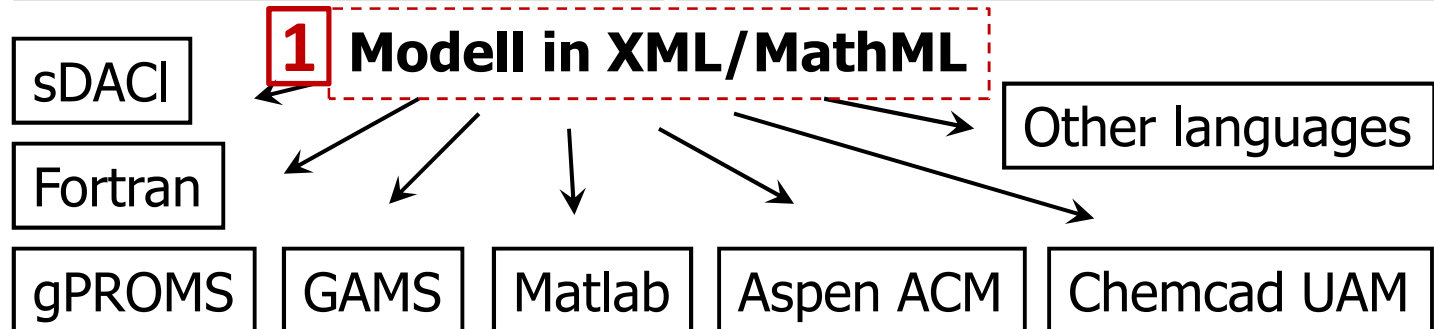 1 Modell in XML/MathML
sDACl
Other languages
Fortran
gPROMS
GAMS
Matlab
Aspen ACM
Chemcad UAM